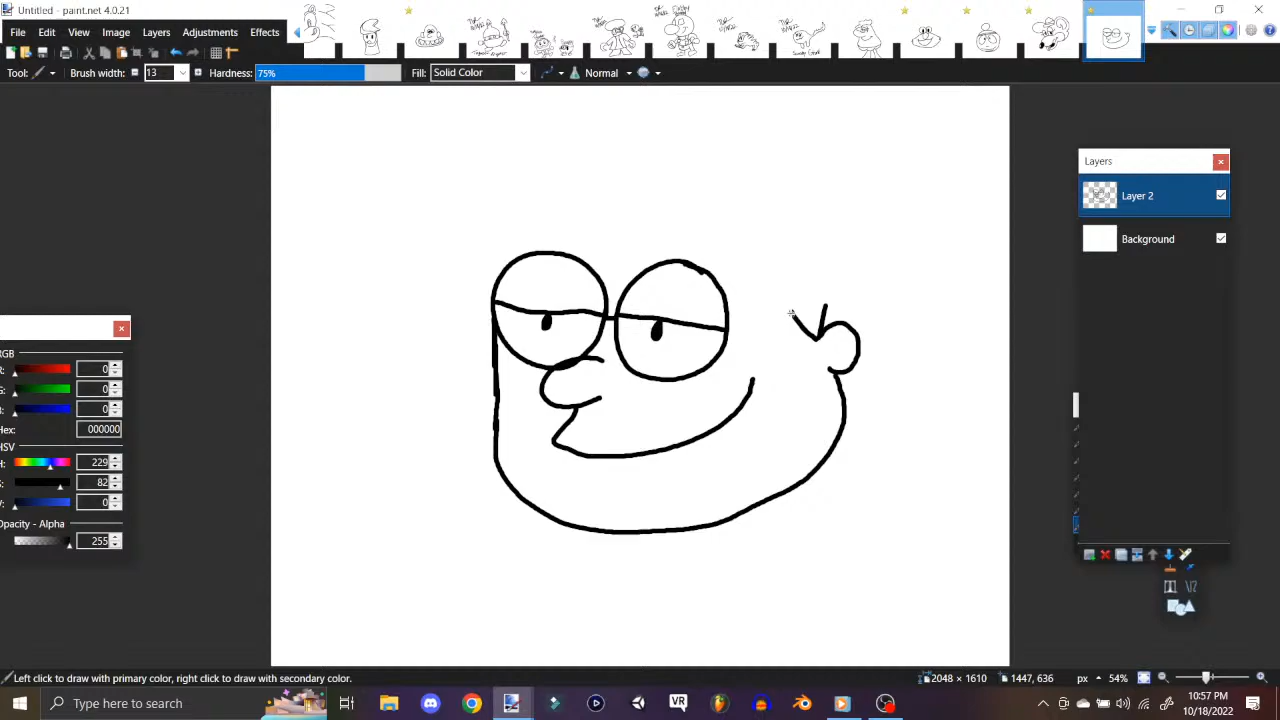 Untitled - paint.net 4.0.21
File Edit View Image Layers Adjustments Effects
Tool: Brush width: 13 Hardness: 75% Fill: Solid Color Normal
Layers
Layer 2
Background
RGB
R: 0
G: 0
B: 0
Hex: 000000
HSV
H: 229
82
0
Opacity - Alpha
255
Left click to draw with primary color, right click to draw with secondary color.
2048 × 1610 1447, 636 px 54%
Type here to search
VR
10:57 PM
10/18/2022